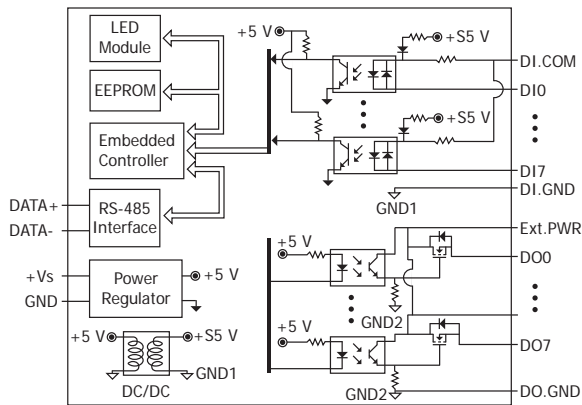 LED
Module
EEPROM
Embedded
Controller
DATA+
DATA-
RS-485
Interface
+Vs
GND
Power
Regulator
+5 V
+5 V
+S5 V
GND1
DC/DC
+5 V
+S5 V
DI.COM
DI0
+S5 V
DI7
DI.GND
GND1
Ext.PWR
+5 V
DO0
GND2
+5 V
DO7
GND2
DO.GND